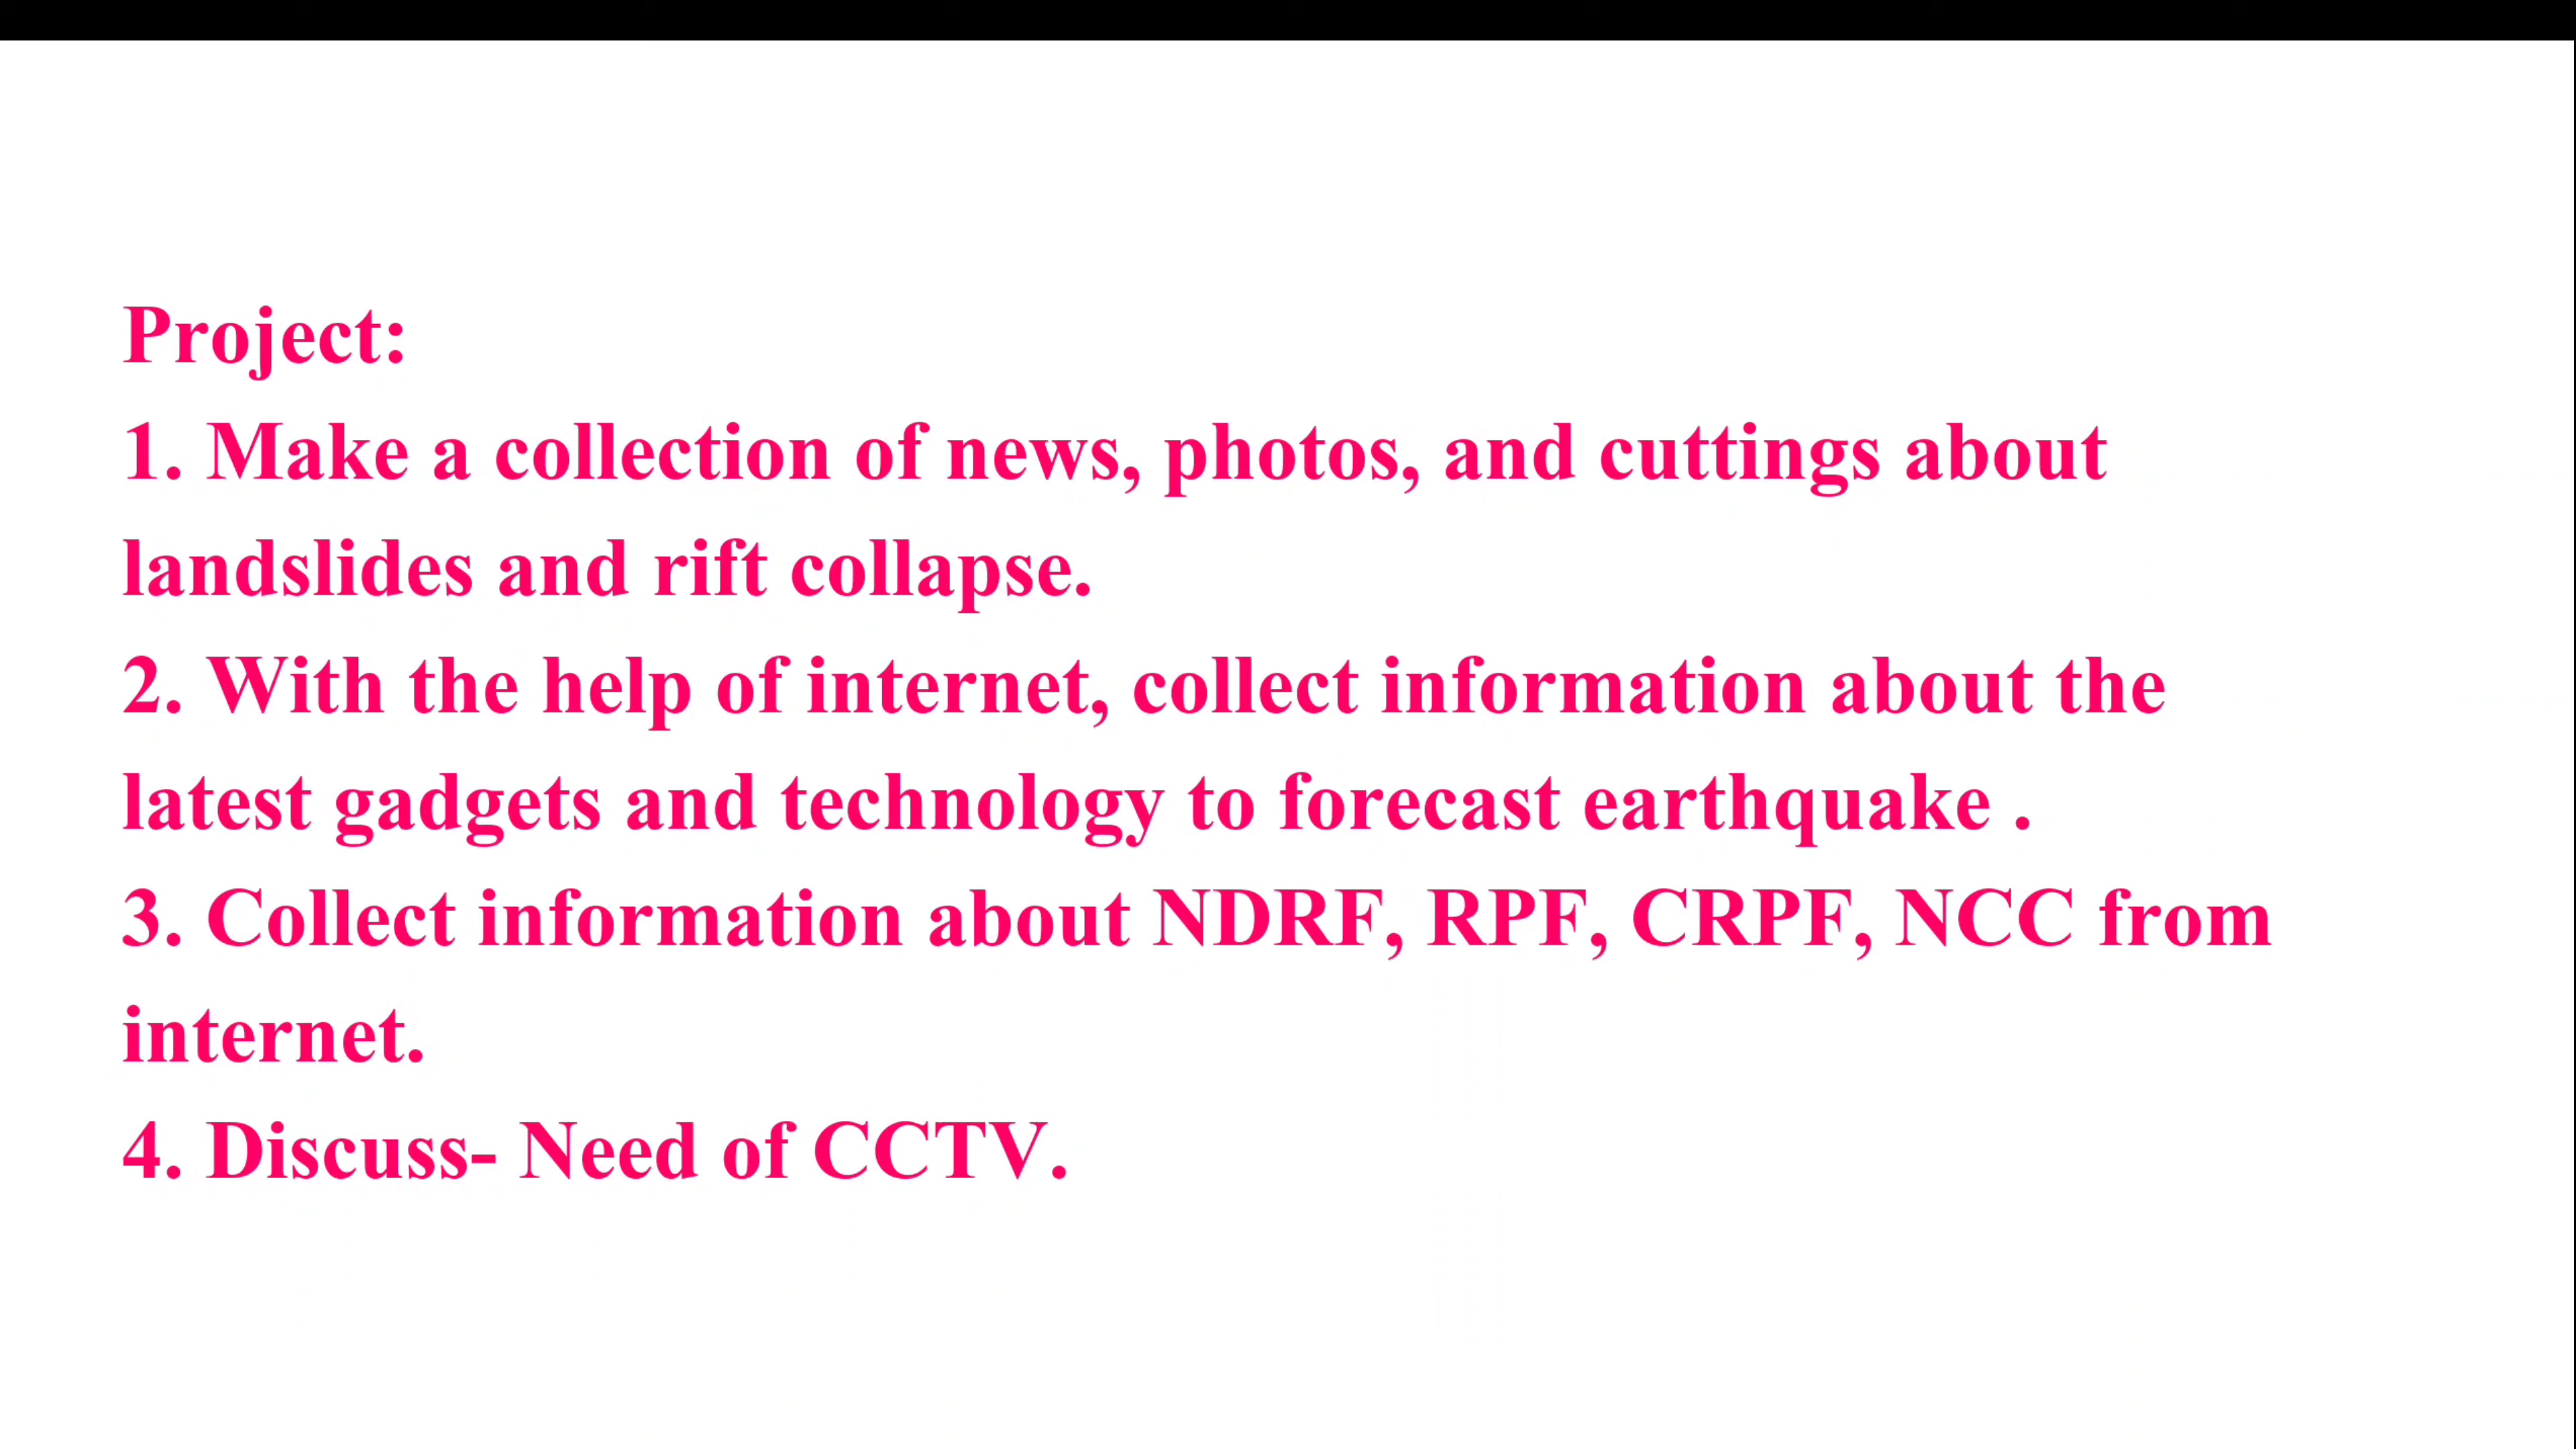 Project:
1. Make a collection of news, photos, and cuttings about
landslides and rift collapse.
2. With the help of internet, collect information about the
latest gadgets and technology to forecast earthquake .
3. Collect information about NDRF, RPF, CRPF, NCC from
internet.
4. Discuss- Need of CCTV.